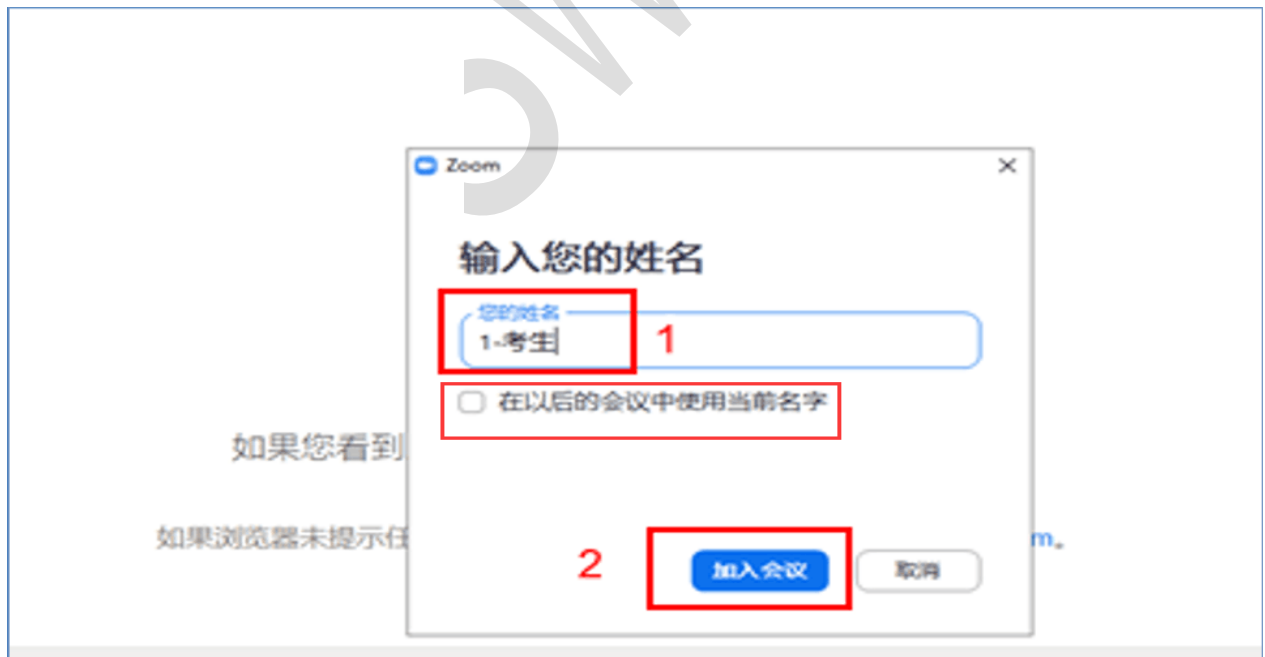 Zoom
输入您的姓名
您的姓名
1-考生
1
在以后的会议中使用当前名字
如果您看到
如果浏览器未提示任
m。
2
加入会议
取消